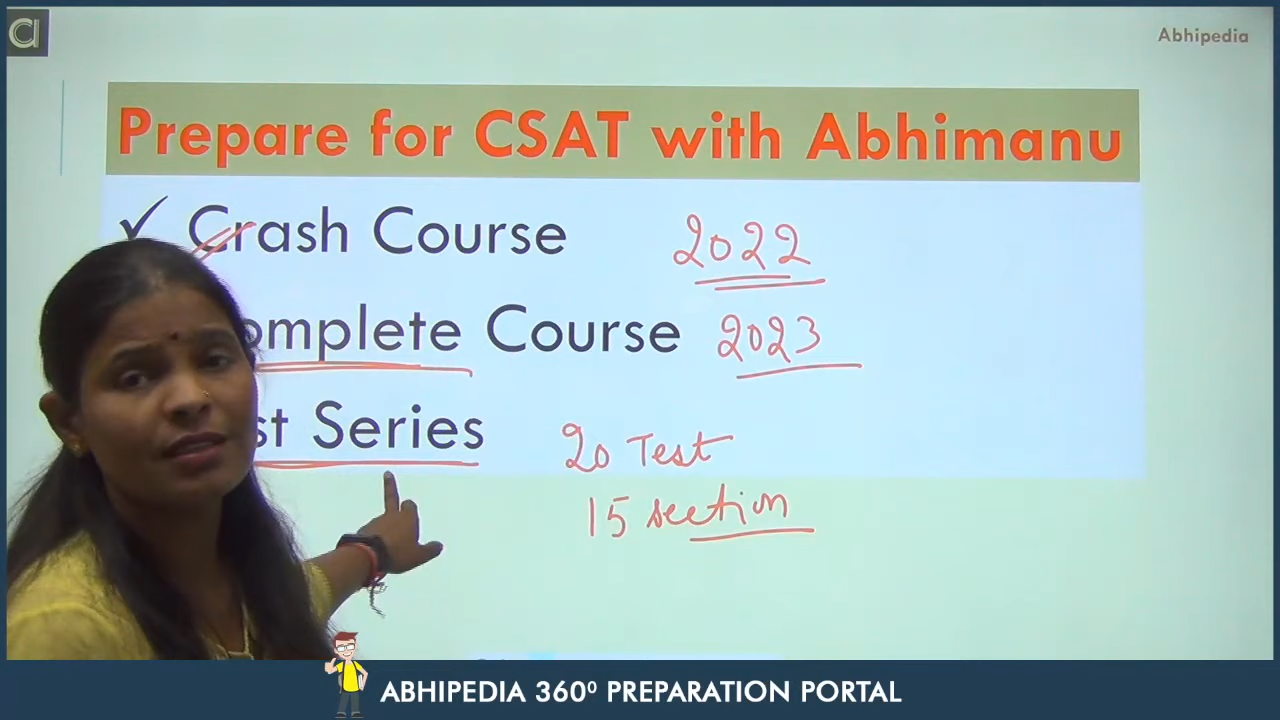 Abhipedia
Prepare for CSAT with Abhimanu
Crash Course 2022
omplete Course 2023
st Series 20 Test
15 section
ABHIPEDIA 360⁰ PREPARATION PORTAL